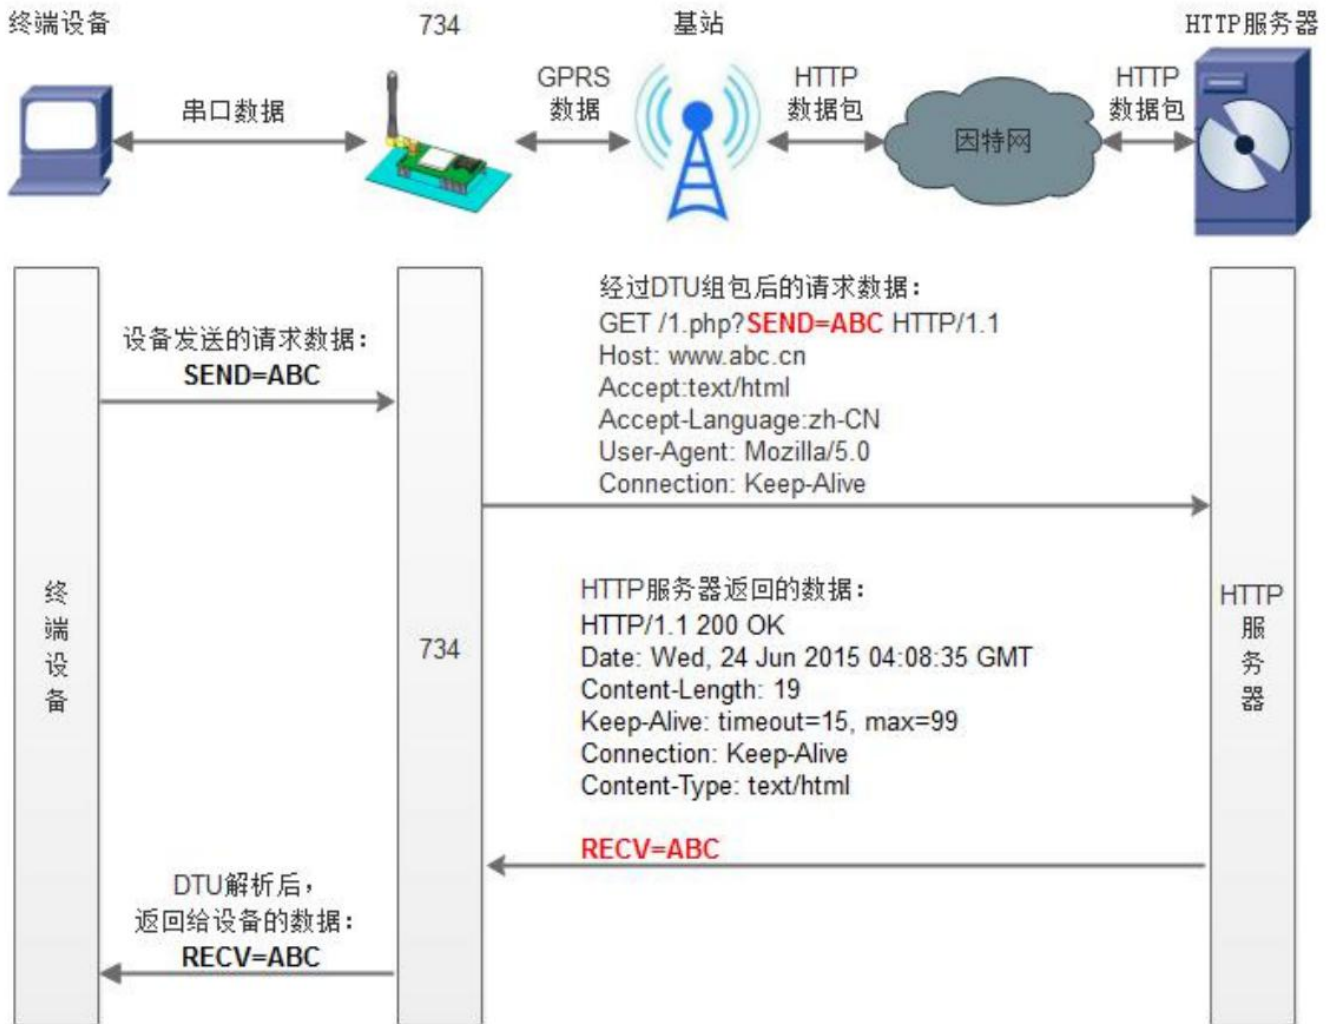 终端设备
734
基站
HTTP服务器
串口数据
GPRS
数据
HTTP
数据包
因特网
HTTP
数据包
设备发送的请求数据：
SEND=ABC
经过DTU组包后的请求数据：
GET /1.php?SEND=ABC HTTP/1.1
Host: www.abc.cn
Accept:text/html
Accept-Language:zh-CN
User-Agent: Mozilla/5.0
Connection: Keep-Alive
终端设备
734
HTTP服务器
HTTP服务器返回的数据：
HTTP/1.1 200 OK
Date: Wed, 24 Jun 2015 04:08:35 GMT
Content-Length: 19
Keep-Alive: timeout=15, max=99
Connection: Keep-Alive
Content-Type: text/html
RECV=ABC
DTU解析后，
返回给设备的数据：
RECV=ABC